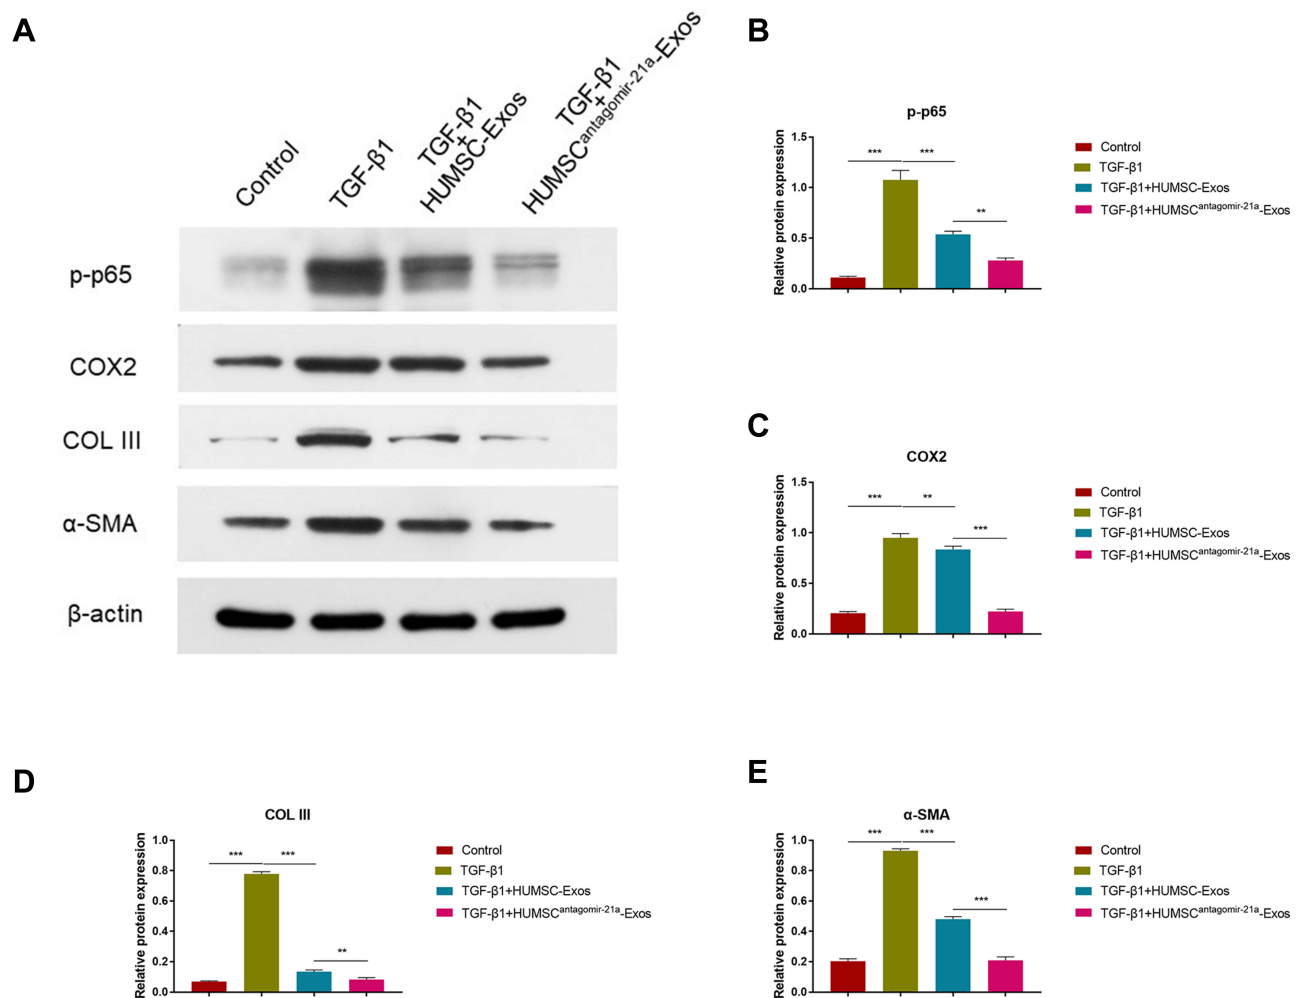 A
Control
TGF-β1
TGF-β1
+
HUMSC-Exos
TGF-β1
+
HUMSCantagomir-21a-Exos
p-p65
COX2
COL III
α-SMA
β-actin
B
p-p65
Relative protein expression
1.5
1.0
0.5
0.0
*** ***
**
Control
TGF-β1
TGF-β1+HUMSC-Exos
TGF-β1+HUMSCantagomir-21a-Exos
C
COX2
Relative protein expression
1.5
1.0
0.5
0.0
*** **
***
Control
TGF-β1
TGF-β1+HUMSC-Exos
TGF-β1+HUMSCantagomir-21a-Exos
D
COL III
Relative protein expression
1.0
0.8
0.6
0.4
0.2
0.0
*** ***
**
Control
TGF-β1
TGF-β1+HUMSC-Exos
TGF-β1+HUMSCantagomir-21a-Exos
E
α-SMA
Relative protein expression
1.0
0.8
0.6
0.4
0.2
0.0
*** ***
***
Control
TGF-β1
TGF-β1+HUMSC-Exos
TGF-β1+HUMSCantagomir-21a-Exos